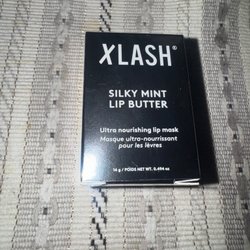 XLASH®
SILKY MINT
LIP BUTTER
Ultra nourishing lip mask
Masque ultra-nourrissant
pour les lèvres
14 g / POIDS NET WT. 0.494 oz